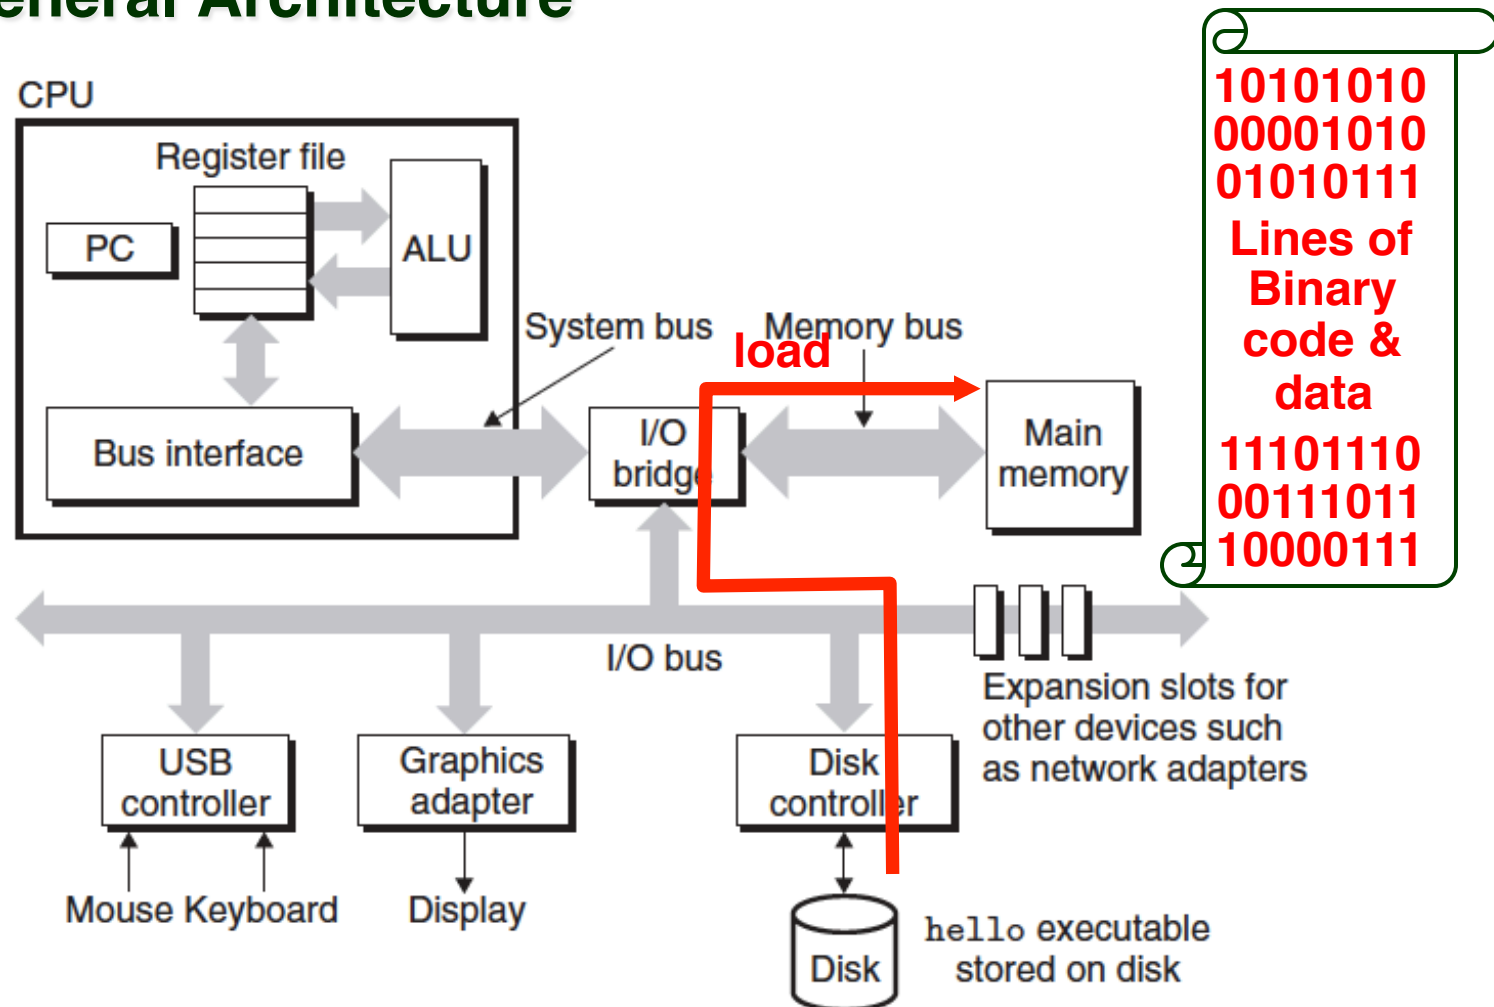 eneral Architecture
CPU
Register file
PC
ALU
System bus
Memory bus
load
Bus interface
I/O
bridge
Main
memory
I/O bus
Expansion slots for
other devices such
as network adapters
USB
controller
Graphics
adapter
Disk
controller
Mouse Keyboard
Display
Disk
hello executable
stored on disk
10101010
00001010
01010111
Lines of
Binary
code &
data
11101110
00111011
10000111